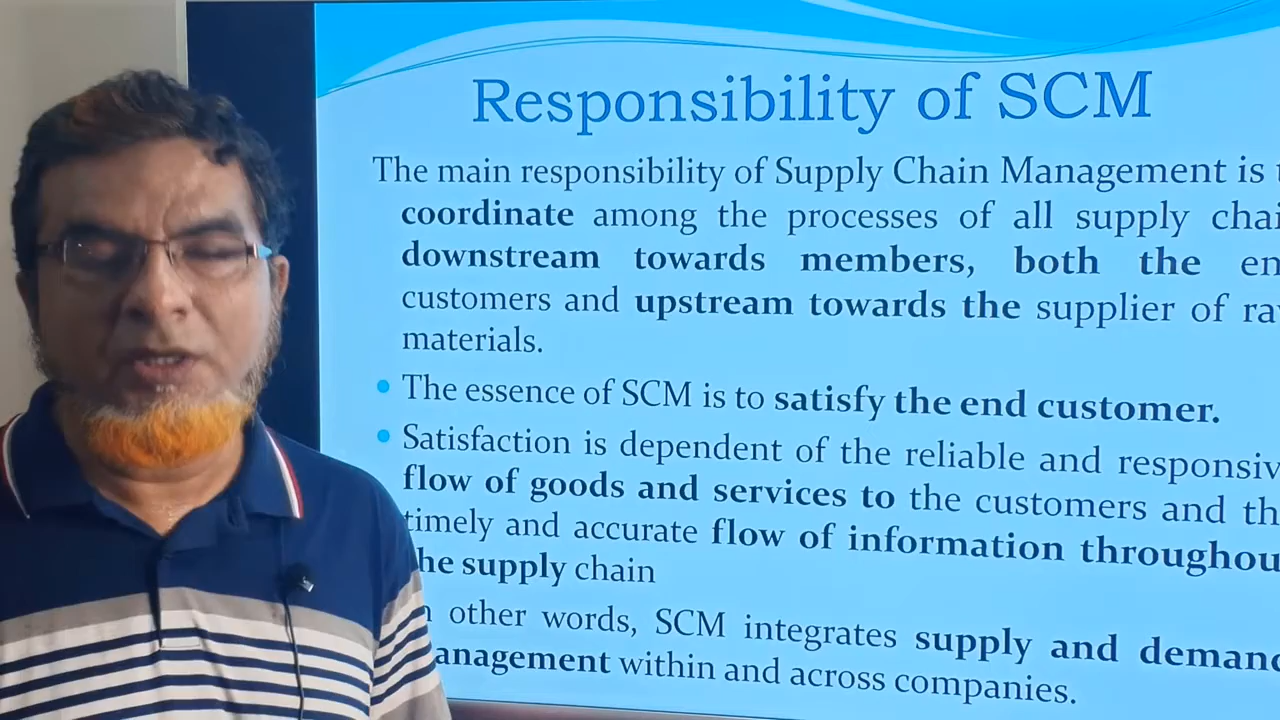 Responsibility of SCM
The main responsibility of Supply Chain Management is
coordinate among the processes of all supply chai
downstream towards members, both the en
customers and upstream towards the supplier of ra
materials.
The essence of SCM is to satisfy the end customer.
Satisfaction is dependent of the reliable and responsiv
flow of goods and services to the customers and th
timely and accurate flow of information throughou
he supply chain
other words, SCM integrates supply and deman
anagement within and across companies.